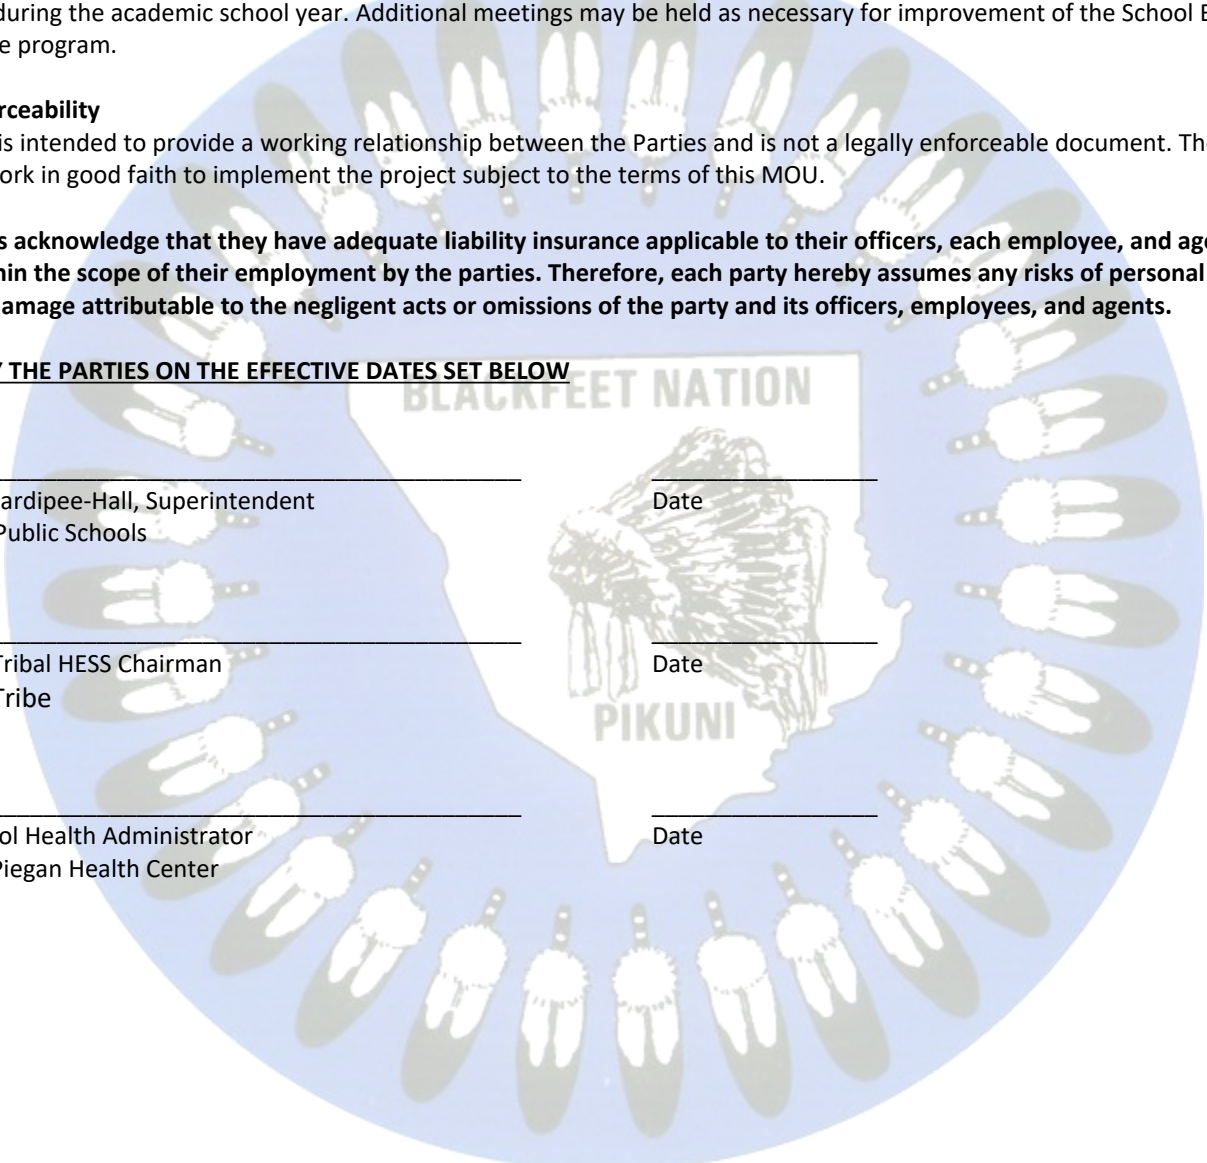 during the academic school year. Additional meetings may be held as necessary for improvement of the School B
e program.
rceability
is intended to provide a working relationship between the Parties and is not a legally enforceable document. The
ork in good faith to implement the project subject to the terms of this MOU.
s acknowledge that they have adequate liability insurance applicable to their officers, each employee, and age
hin the scope of their employment by the parties. Therefore, each party hereby assumes any risks of personal
amage attributable to the negligent acts or omissions of the party and its officers, employees, and agents.
Y THE PARTIES ON THE EFFECTIVE DATES SET BELOW
BLACKFEET NATION
ardipee-Hall, Superintendent Date
Public Schools
Tribal HESS Chairman Date
Tribe
PIKUNI
ol Health Administrator Date
Piegan Health Center